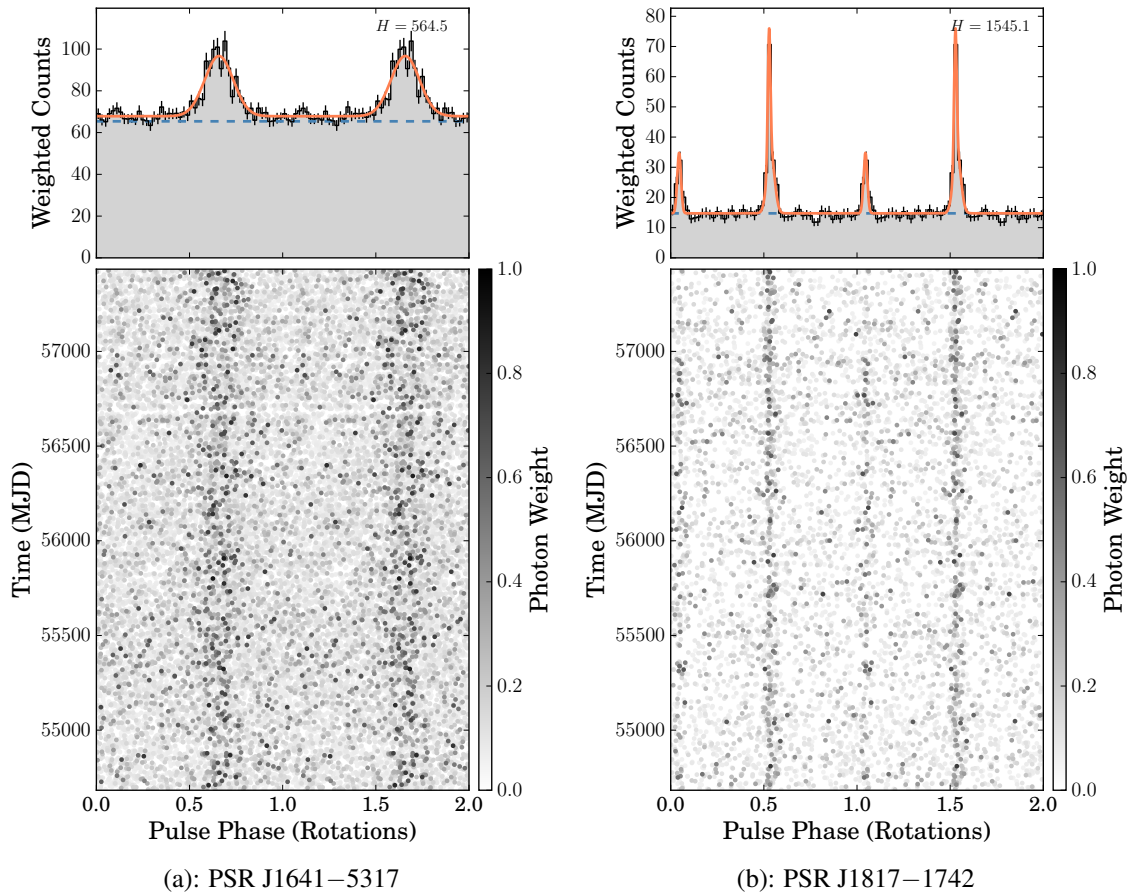 H = 564.5
Weighted Counts
100
80
60
40
20
0
57000
56500
56000
55500
55000
Time (MJD)
0.0 0.5 1.0 1.5 2.0
Pulse Phase (Rotations)
1.0
0.8
0.6
0.4
0.2
0.0
Photon Weight
(a): PSR J1641−5317
H = 1545.1
Weighted Counts
80
70
60
50
40
30
20
10
0
57000
56500
56000
55500
55000
Time (MJD)
0.0 0.5 1.0 1.5 2.0
Pulse Phase (Rotations)
1.0
0.8
0.6
0.4
0.2
0.0
Photon Weight
(b): PSR J1817−1742